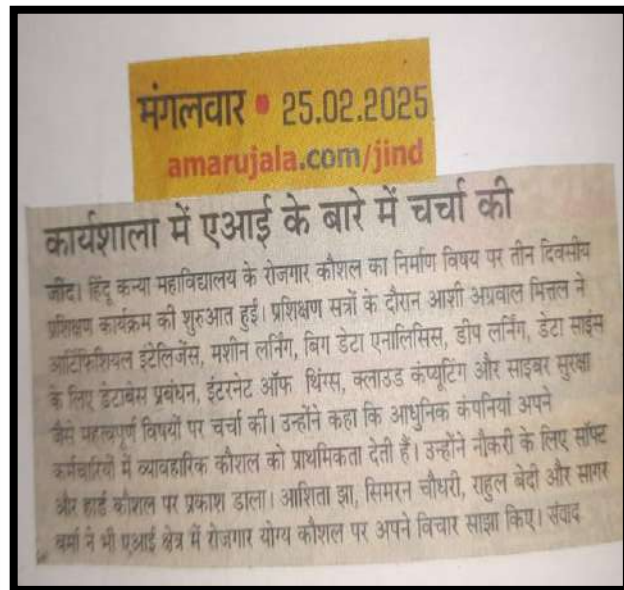 मंगलवार • 25.02.2025
amarujala.com/jind
कार्यशाला में एआई के बारे में चर्चा की
जींद। हिंदू कन्या महाविद्यालय के रोजगार कौशल का निर्माण विषय पर तीन दिवसीय
प्रशिक्षण कार्यक्रम की शुरुआत हुई। प्रशिक्षण सत्रों के दौरान आशी अग्रवाल मित्तल ने
आर्टिफिशियल इंटेलिजेंस, मशीन लर्निंग, बिग डेटा एनालिसिस, डीप लर्निंग, डेटा साइंस
के लिए डेटाबेस प्रबंधन, इंटरनेट ऑफ थिंग्स, क्लाउड कंप्यूटिंग और साइबर सुरक्षा
जैसे महत्वपूर्ण विषयों पर चर्चा की। उन्होंने कहा कि आधुनिक कंपनियां अपने
कर्मचारियों में व्यावहारिक कौशल को प्राथमिकता देती हैं। उन्होंने नौकरी के लिए सॉफ्ट
और हार्ड कौशल पर प्रकाश डाला। आशिता झा, सिमरन चौधरी, राहुल बेदी और सागर
वर्मा ने भी एआई क्षेत्र में रोजगार योग्य कौशल पर अपने विचार साझा किए। संवाद